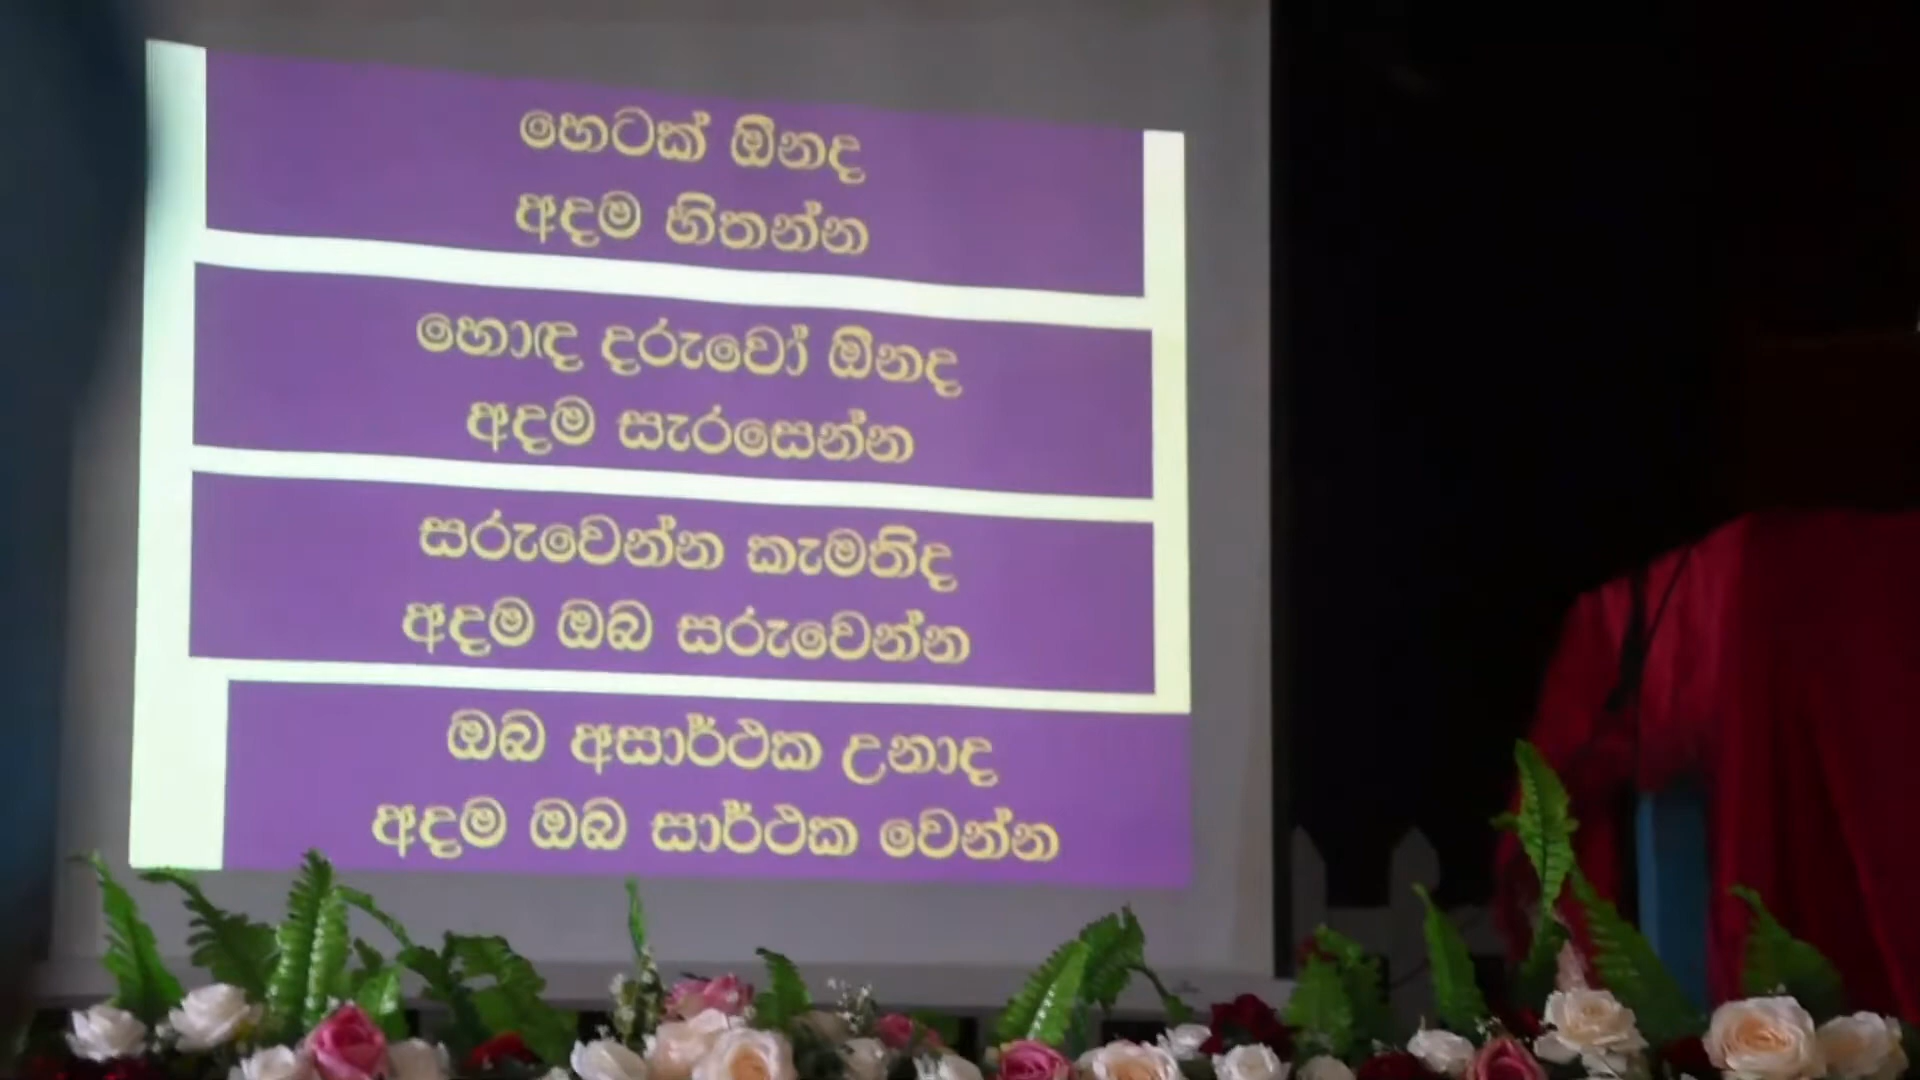 හෙටක් ඕනද
අදම හිතන්න
හොඳ දරුවෝ ඕනද
අදම සැරසෙන්න
සරුවෙන්න කැමතිද
අදම ඔබ සරුවෙන්න
ඔබ අසාර්ථක උනාද
අදම ඔබ සාර්ථක වෙන්න